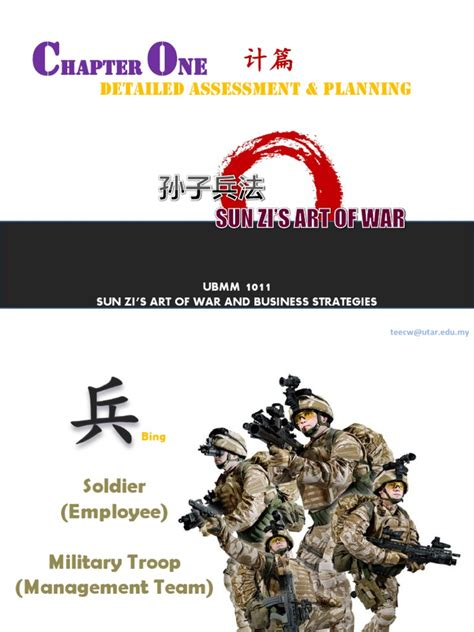 CHAPTER ONE 计篇
DETAILED ASSESSMENT & PLANNING
孙子兵法
SUN ZI'S ART OF WAR
UBMM 1011
SUN ZI'S ART OF WAR AND BUSINESS STRATEGIES
teecw@utar.edu.my
兵 Bing
Soldier
(Employee)
Military Troop
(Management Team)